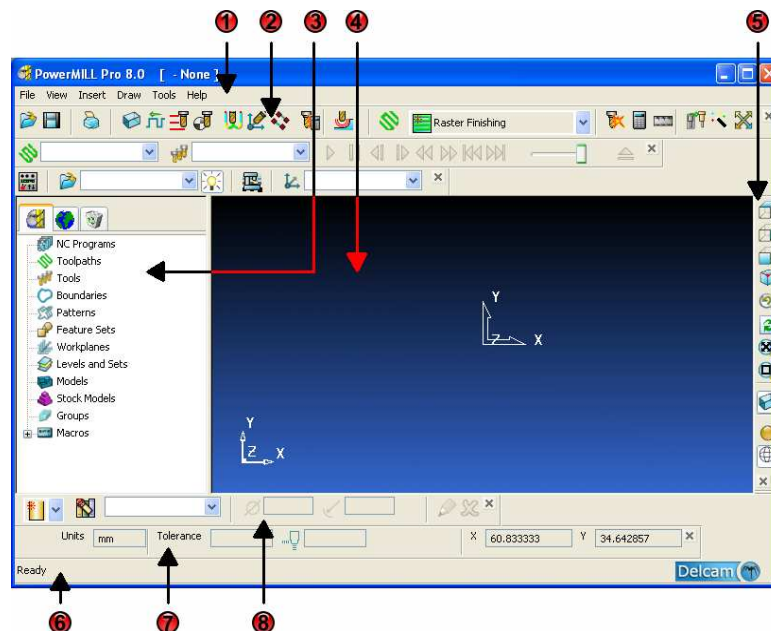 1 2 3 4 5
PowerMILL Pro 8.0 [ - None ]
File View Insert Draw Tools Help
Raster Finishing
NC Programs
Toolpaths
Tools
Boundaries
Patterns
Feature Sets
Workplanes
Levels and Sets
Models
Stock Models
Groups
Macros
Y
Z X
Y
Z X
Units mm Tolerance X 60.833333 Y 34.642857
Ready
Delcam
6 7 8